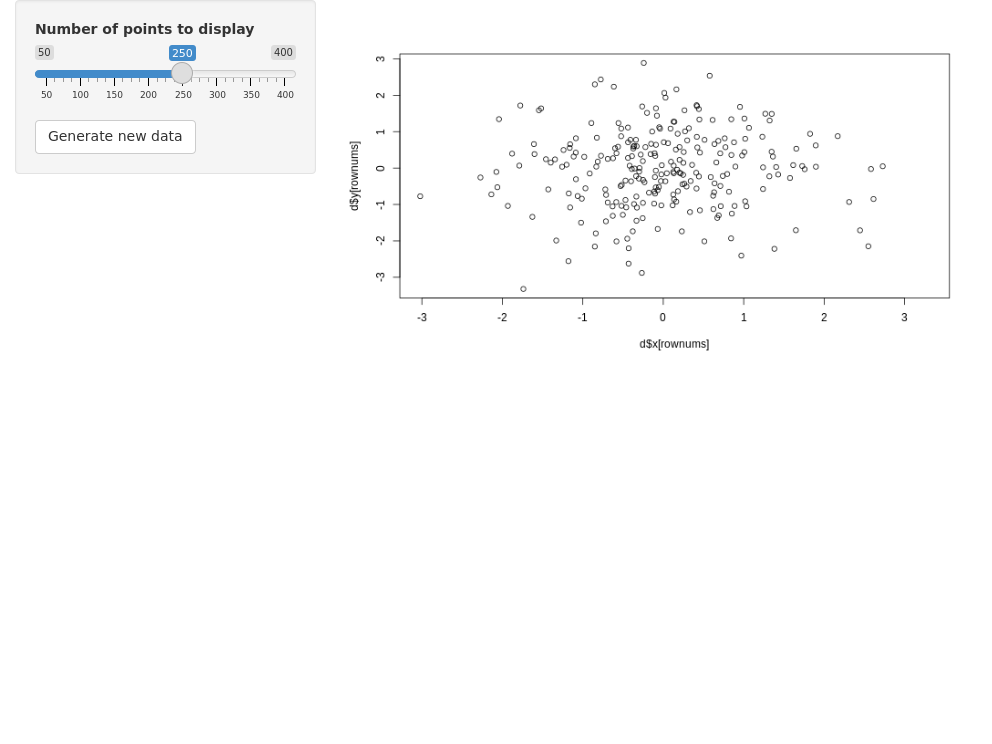 Number of points to display
50 250 400
50 100 150 200 250 300 350 400
Generate new data
3
2
1
0
-1
-2
-3
d$y[rownums]
-3 -2 -1 0 1 2 3
d$x[rownums]